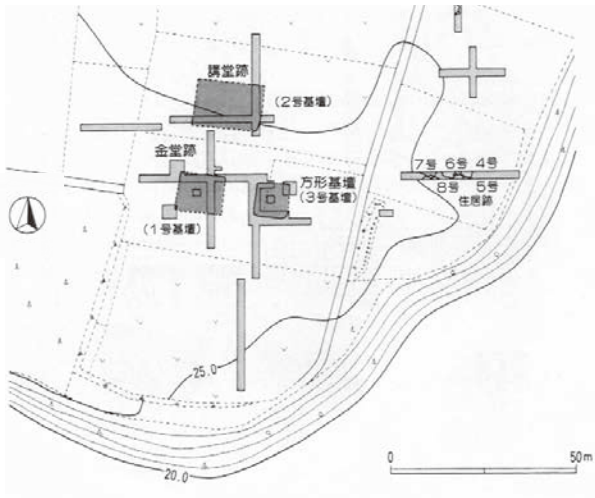 講堂跡
(2号基壇)
金堂跡
7号 6号 4号
方形基壇
8号 5号
(3号基壇)
住居跡
(1号基壇)
25.0
20.0
0 50m